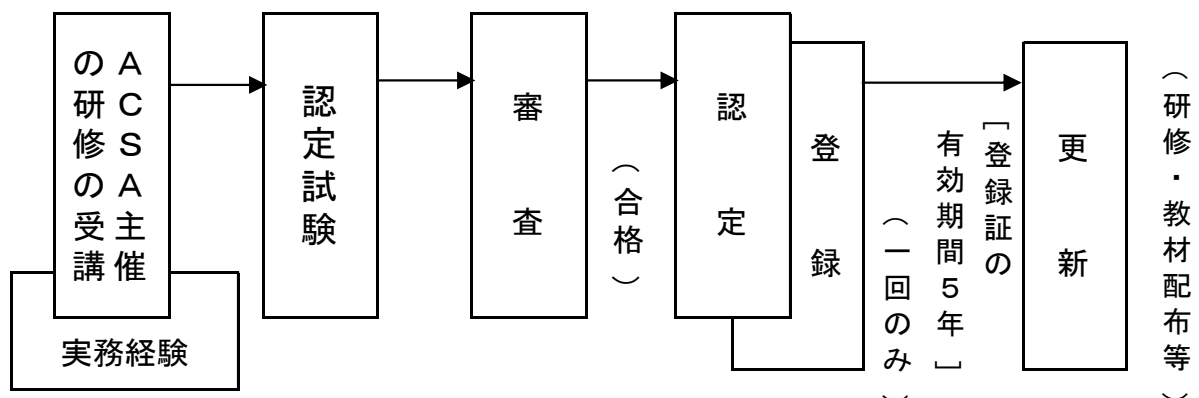 ACSA主催
の研修の受講
実務経験
認定試験
審査
（合格）
認定
登録
［登録証の
有効期間５年］
（一回のみ）
更新
（研修・教材配布等）